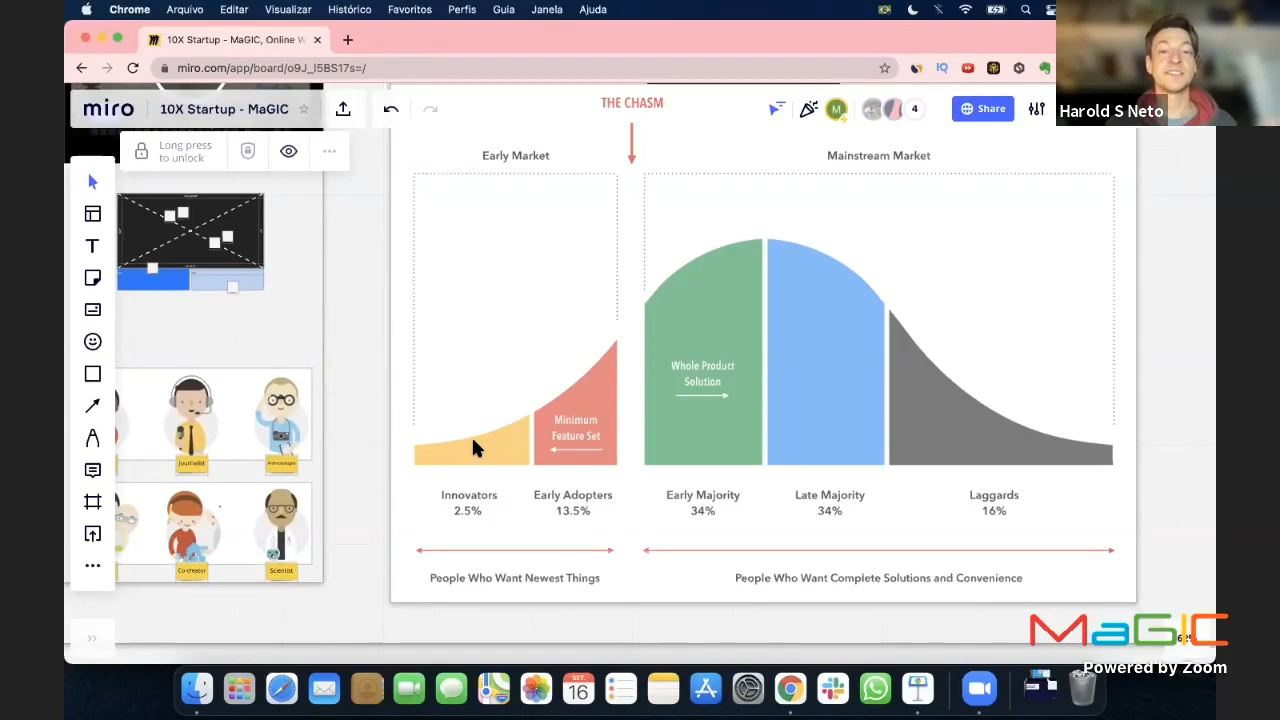 Chrome Arquivo Editar Visualizar Histórico Favoritos Perfis Guia Janela Ajuda
10X Startup - MaGIC, Online W
miro.com/app/board/o9J_l5BS17s=/
IQ
miro
10X Startup - MaGIC
M
4
Share
Harold S Neto
Long press
to unlock
THE CHASM
Early Market
Mainstream Market
Whole Product
Solution
Minimum
Feature Set
Innovators
2.5%
Early Adopters
13.5%
Early Majority
34%
Late Majority
34%
Laggards
16%
People Who Want Newest Things
People Who Want Complete Solutions and Convenience
Journalist
Anthropologist
Co-creator
Scientist
MaGIC
Powered by Zoom
SET.
16